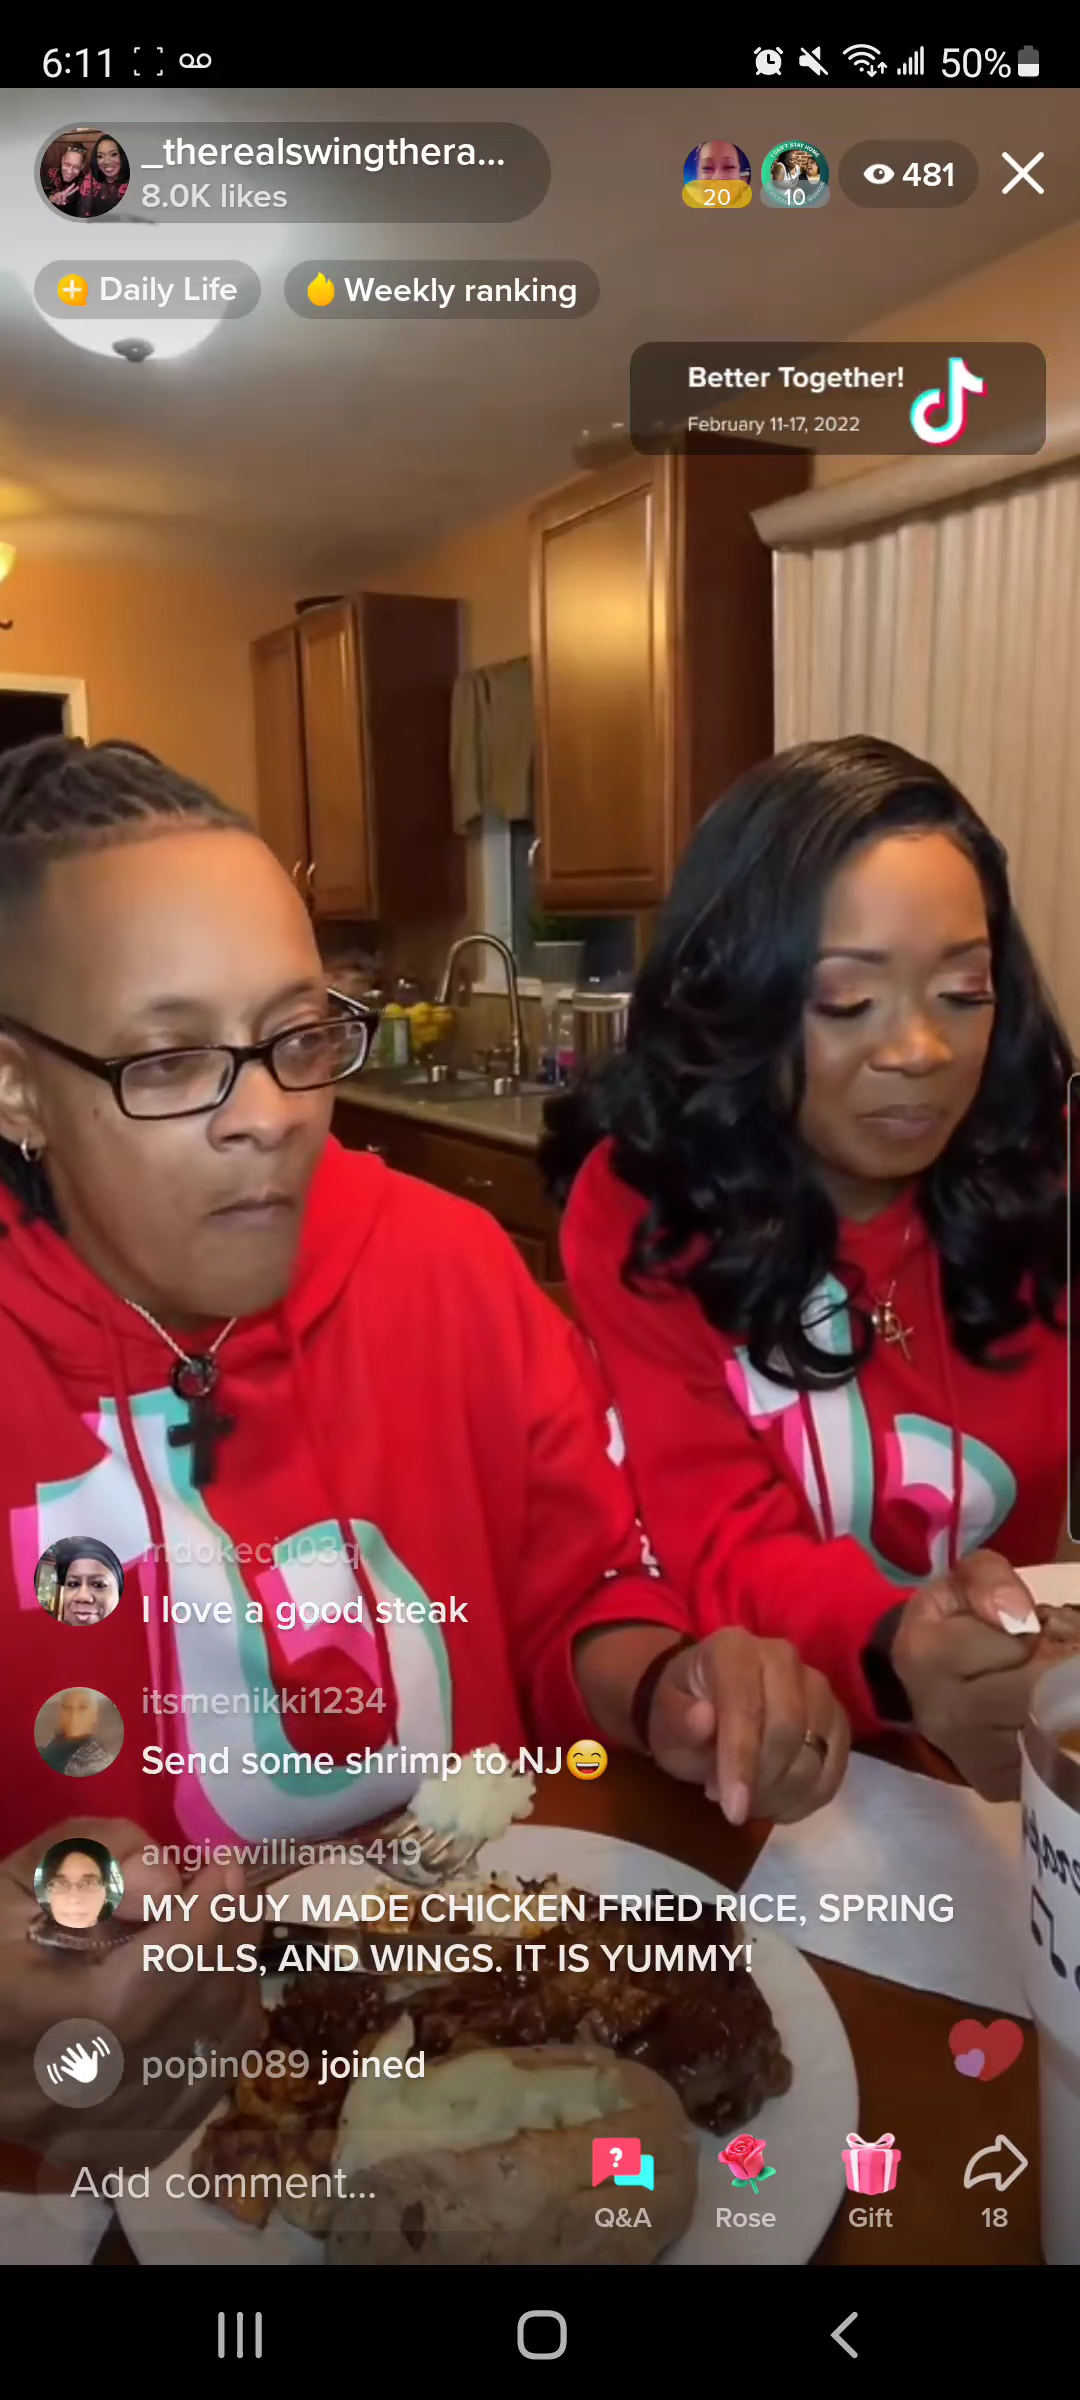 6:11
50%
_therealswingthera...
8.0K likes
20
10
481
Daily Life
Weekly ranking
Better Together!
February 11-17, 2022
mdokecj103q
I love a good steak
itsmenikki1234
Send some shrimp to NJ😄
angiewilliams419
MY GUY MADE CHICKEN FRIED RICE, SPRING
ROLLS, AND WINGS. IT IS YUMMY!
popin089 joined
Add comment...
?
Q&A
Rose
Gift
18